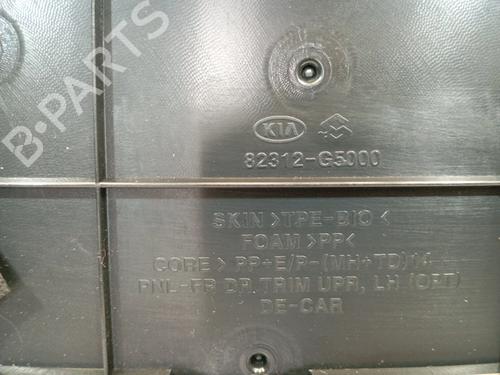 B-PARTS
KIA
82312-G5000
SKIN >TPE-DIO<
FOAM >PP<
CORE > PP+E/P-(MH+TD)14
PNL-FR DR.TRIM UPR, LH (OPT)
DE-CAR